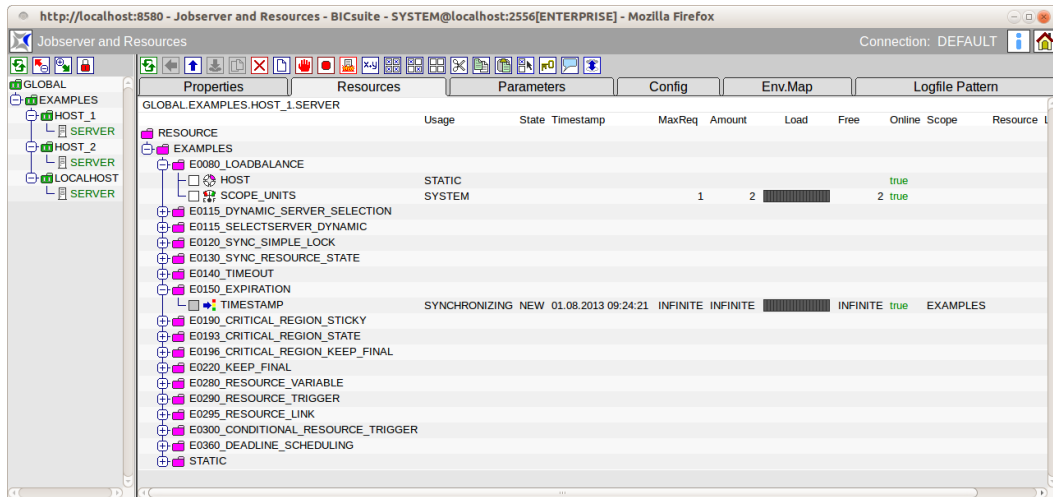 http://localhost:8580 - Jobserver and Resources - BICsuite - SYSTEM@localhost:2556[ENTERPRISE] - Mozilla Firefox
Jobserver and Resources Connection: DEFAULT
GLOBAL
EXAMPLES
HOST_1
SERVER
HOST_2
SERVER
LOCALHOST
SERVER
x.y
Properties Resources Parameters Config Env.Map Logfile Pattern
GLOBAL.EXAMPLES.HOST_1.SERVER
Usage State Timestamp MaxReq Amount Load Free Online Scope Resource L
RESOURCE
EXAMPLES
E0080_LOADBALANCE
HOST STATIC true
SCOPE_UNITS SYSTEM 1 2 2 true
E0115_DYNAMIC_SERVER_SELECTION
E0115_SELECTSERVER_DYNAMIC
E0120_SYNC_SIMPLE_LOCK
E0130_SYNC_RESOURCE_STATE
E0140_TIMEOUT
E0150_EXPIRATION
TIMESTAMP SYNCHRONIZING NEW 01.08.2013 09:24:21 INFINITE INFINITE INFINITE true EXAMPLES
E0190_CRITICAL_REGION_STICKY
E0193_CRITICAL_REGION_STATE
E0196_CRITICAL_REGION_KEEP_FINAL
E0220_KEEP_FINAL
E0280_RESOURCE_VARIABLE
E0290_RESOURCE_TRIGGER
E0295_RESOURCE_LINK
E0300_CONDITIONAL_RESOURCE_TRIGGER
E0360_DEADLINE_SCHEDULING
STATIC